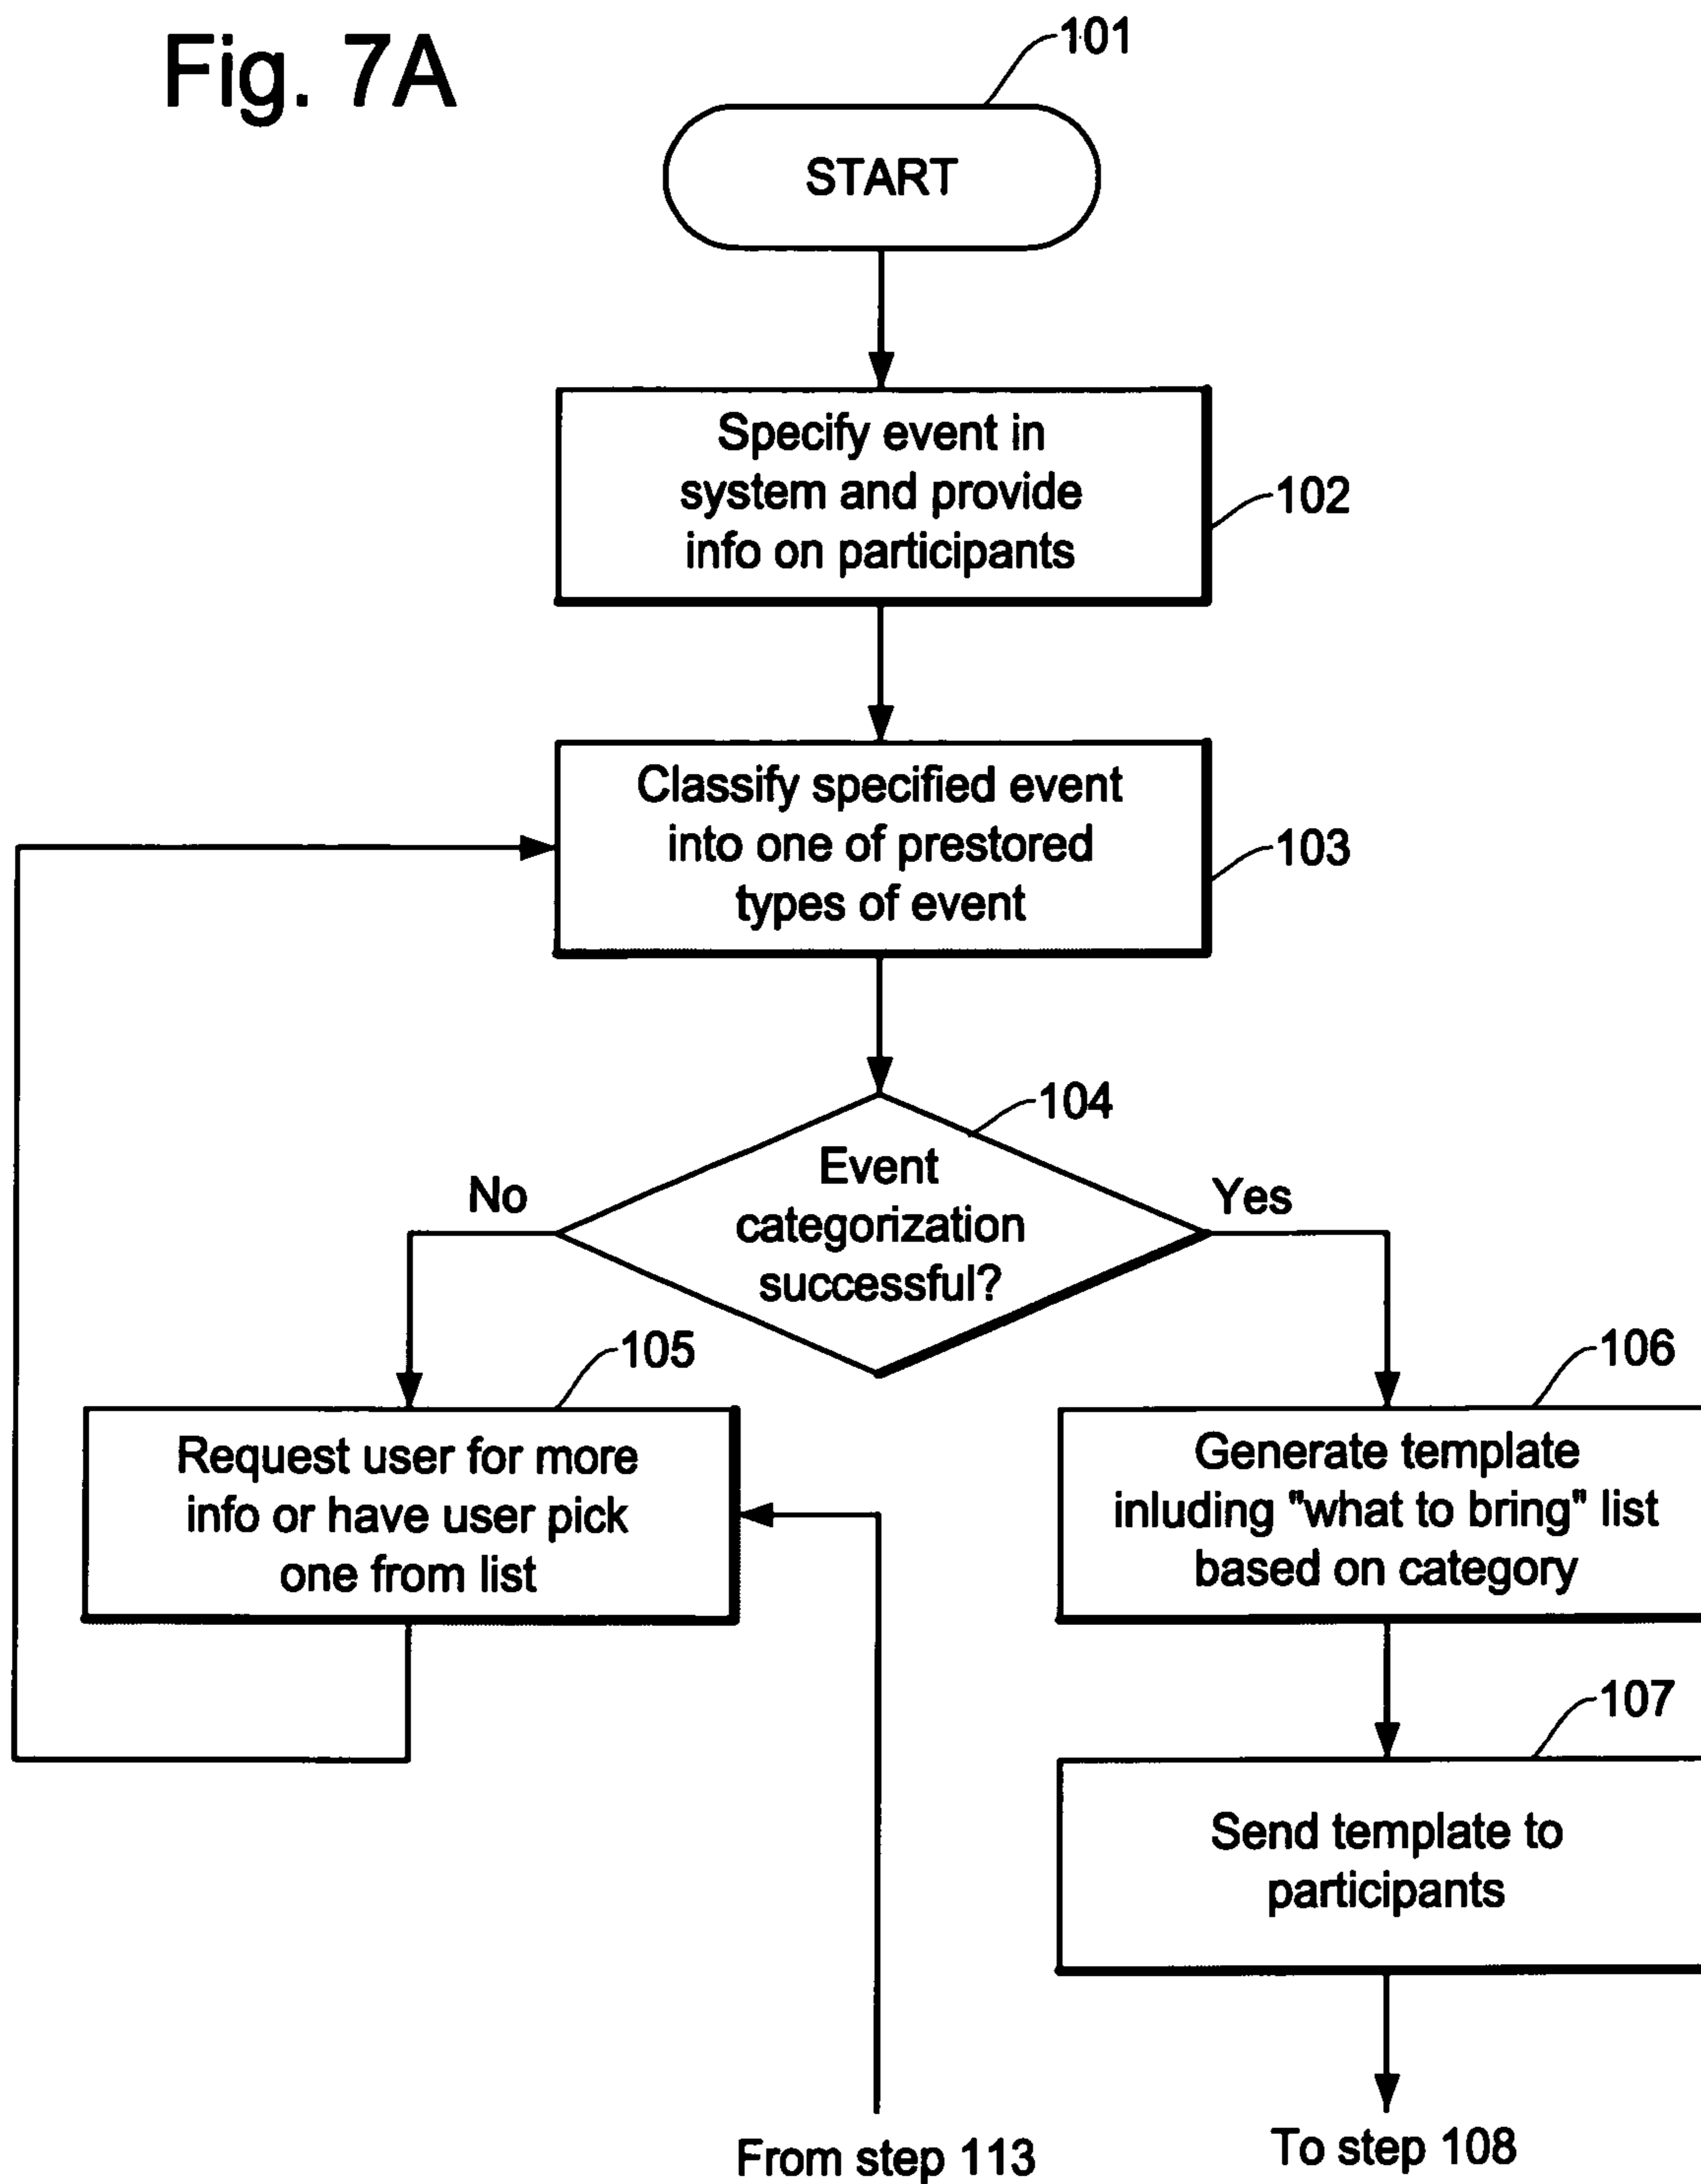 Fig. 7A
101
START
Specify event in
system and provide
info on participants
102
Classify specified event
into one of prestored
types of event
103
104
Event
categorization
successful?
No
Yes
105
Request user for more
info or have user pick
one from list
106
Generate template
inluding "what to bring" list
based on category
107
Send template to
participants
From step 113
To step 108